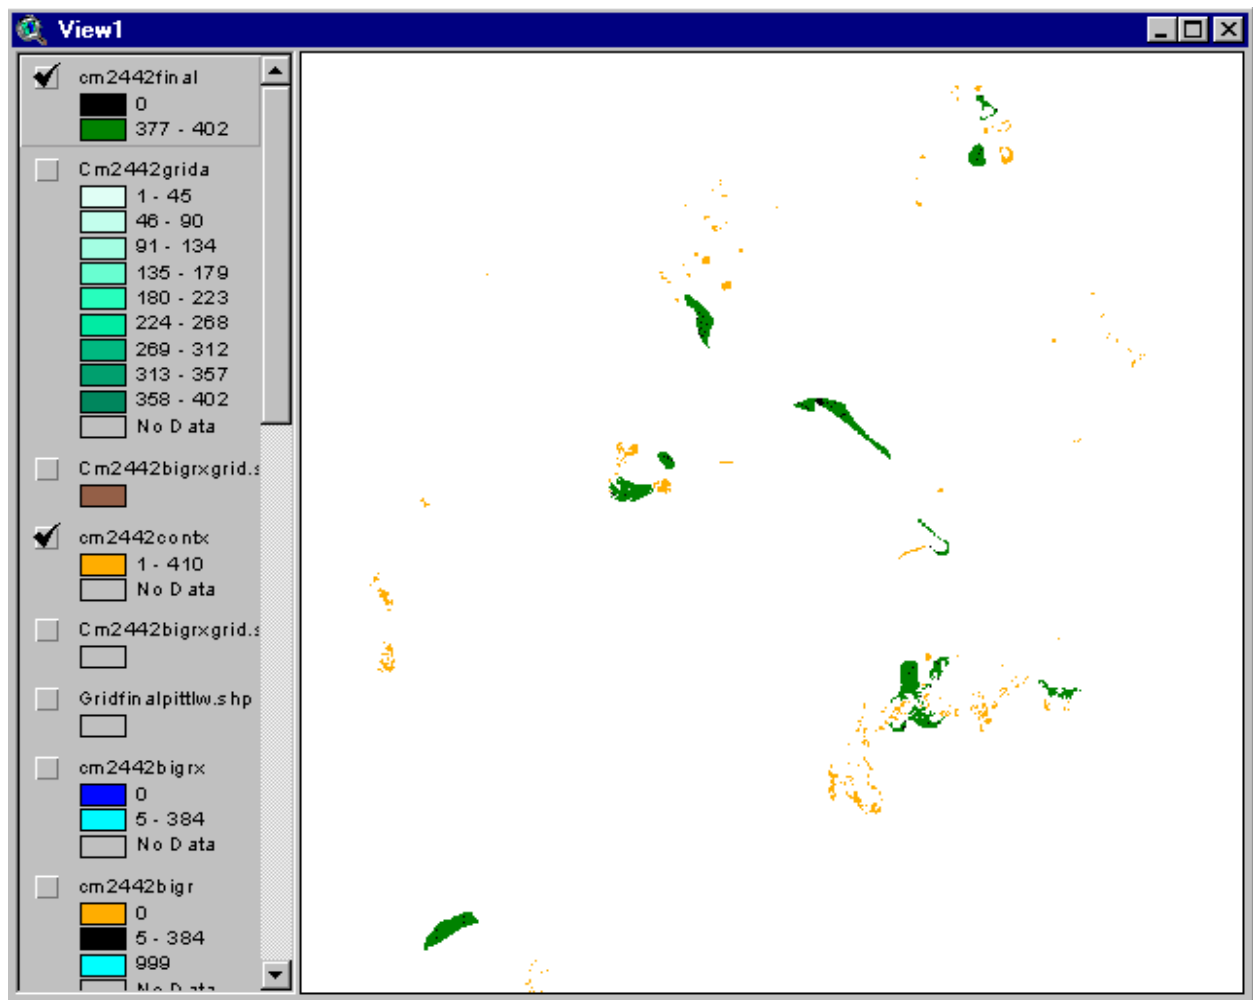 View1
cm2442final
0
377 - 402
Cm2442grida
1 - 45
46 - 90
91 - 134
135 - 179
180 - 223
224 - 268
269 - 312
313 - 357
358 - 402
No Data
Cm2442bigrxgrid.s
cm2442contx
1 - 410
No Data
Cm2442bigrxgrid.s
Gridfinalpittlw.shp
cm2442bigrx
0
5 - 384
No Data
cm2442bigr
0
5 - 384
999
No Data